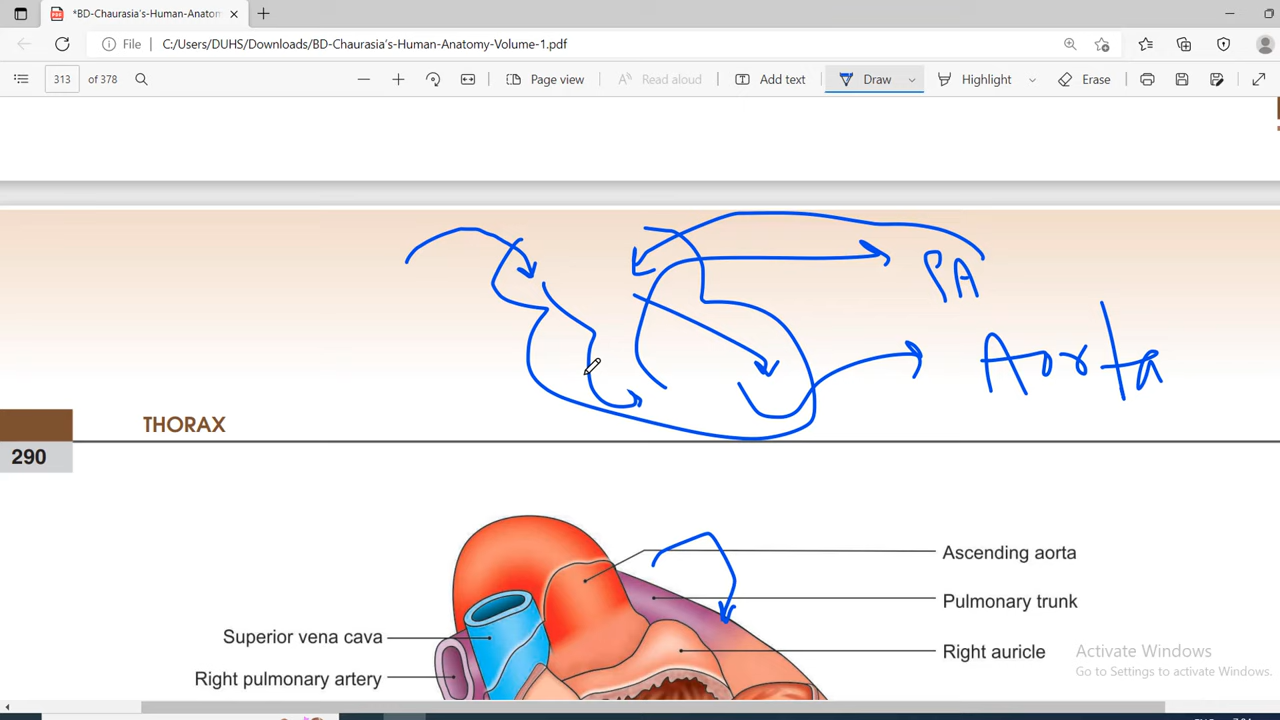 *BD-Chaurasia's-Human-Anatom
File C:/Users/DUHS/Downloads/BD-Chaurasia's-Human-Anatomy-Volume-1.pdf
313 of 378 Page view Read aloud Add text Draw Highlight Erase
PA
Aorta
THORAX
290
Ascending aorta
Pulmonary trunk
Superior vena cava
Right auricle
Right pulmonary artery
Activate Windows
Go to Settings to activate Windows.